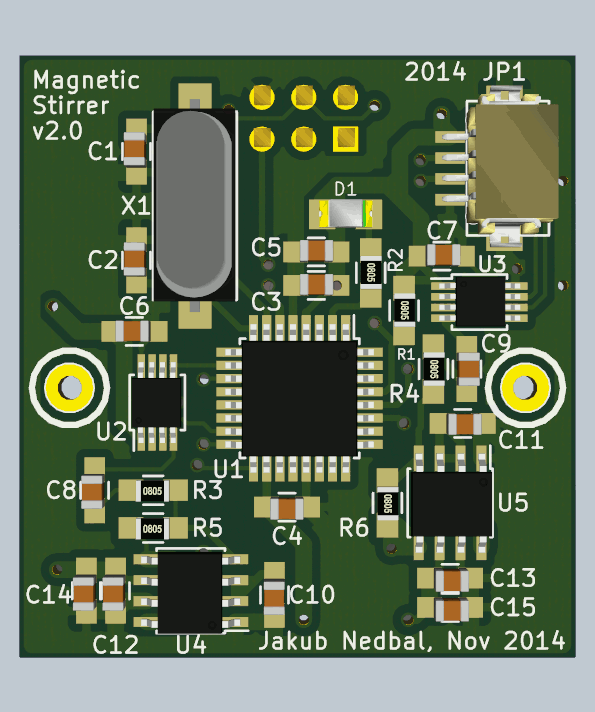 Magnetic
Stirrer
v2.0
2014 JP1
C1
X1
C2
D1
C5
C7
R2
0805
U3
C3
0805
C6
R1
C9
R4
0805
U2
C11
U1
C8
0805
R3
0805
U5
R5
0805
R6
C4
C14
C10
C13
C15
C12
U4
Jakub Nedbal, Nov 2014